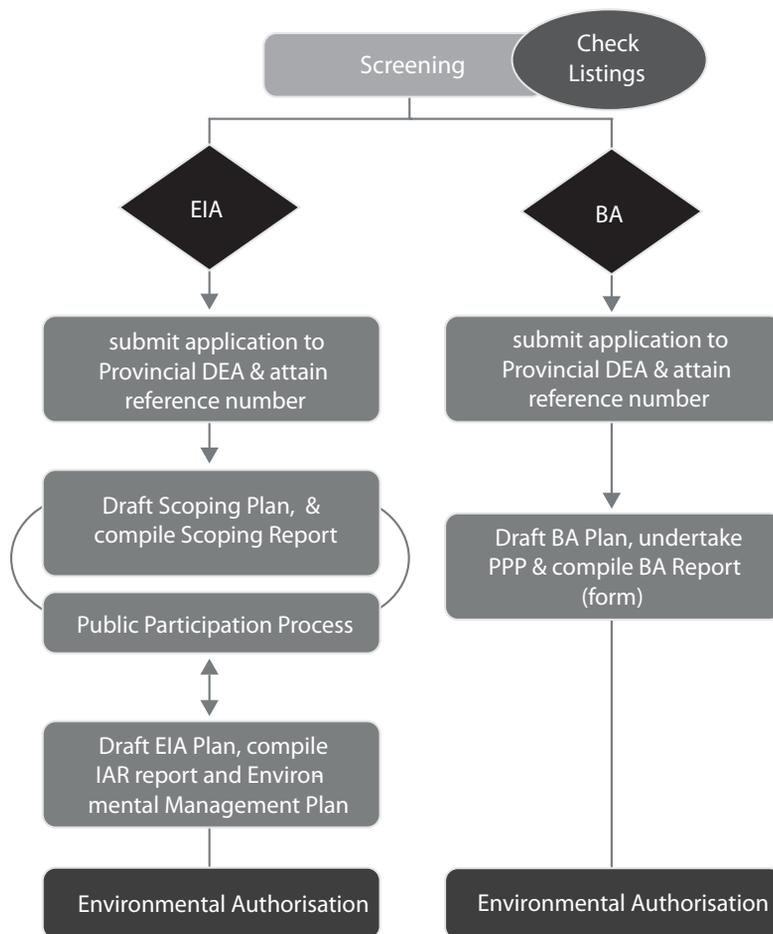 Screening
Check
Listings
EIA
BA
submit application to
Provincial DEA & attain
reference number
submit application to
Provincial DEA & attain
reference number
Draft Scoping Plan, &
compile Scoping Report
Public Participation Process
Draft BA Plan, undertake
PPP & compile BA Report
(form)
Draft EIA Plan, compile
IAR report and Environ-
mental Management Plan
Environmental Authorisation
Environmental Authorisation